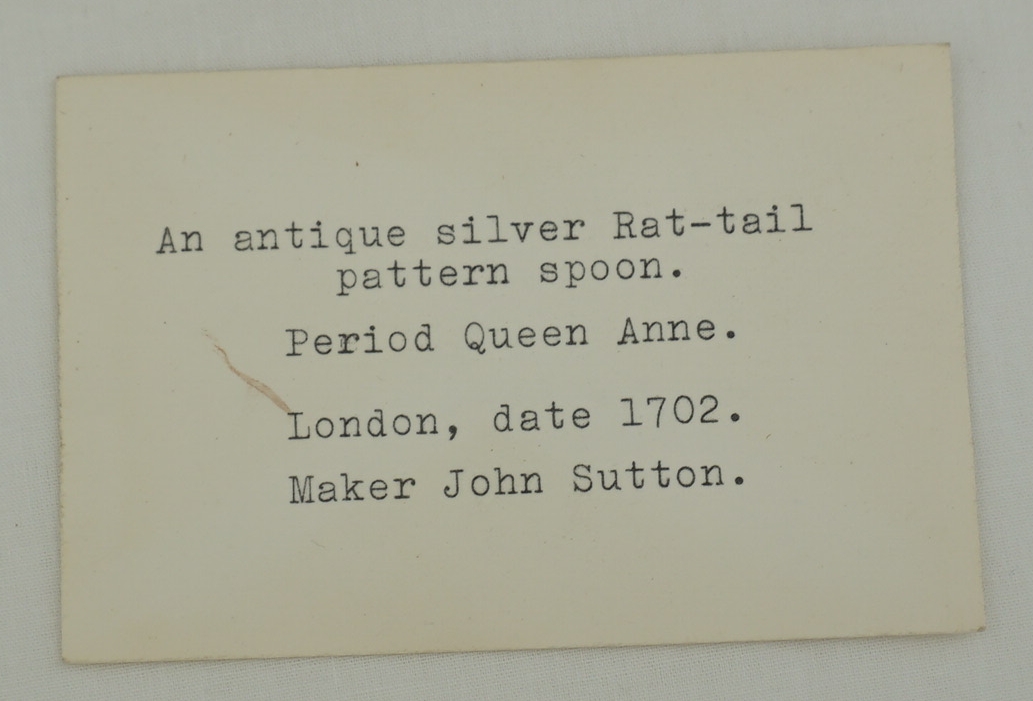 An antique silver Rat-tail
pattern spoon.
Period Queen Anne.
London, date 1702.
Maker John Sutton.